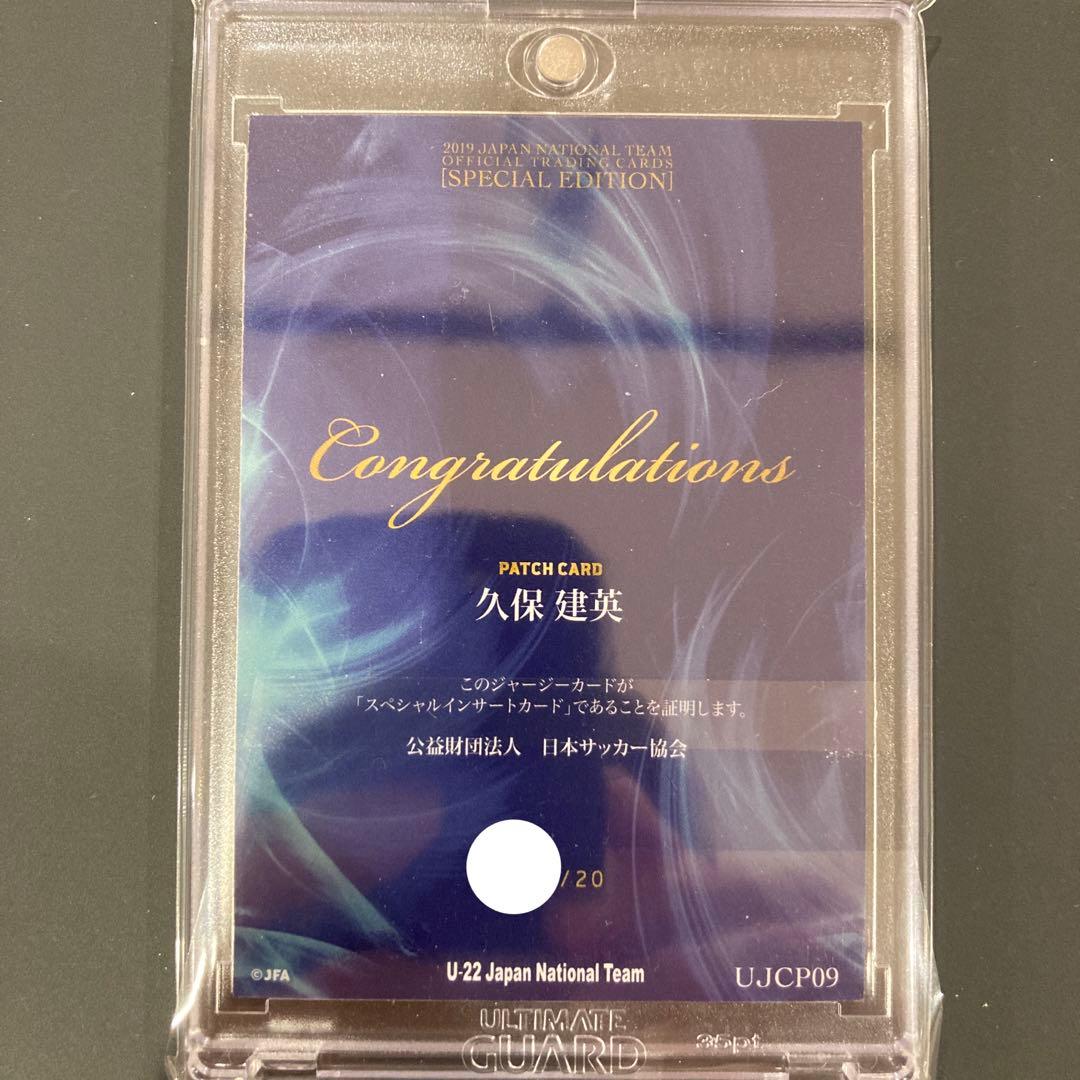 2019 JAPAN NATIONAL TEAM
OFFICIAL TRADING CARDS
[SPECIAL EDITION]
Congratulations
PATCH CARD
久保 建英
このジャージーカードが
「スペシャルインサートカード」であることを証明します。
公益財団法人 日本サッカー協会
/20
©JFA
U-22 Japan National Team
UJCP09
ULTIMATE
GUARD
35pt.